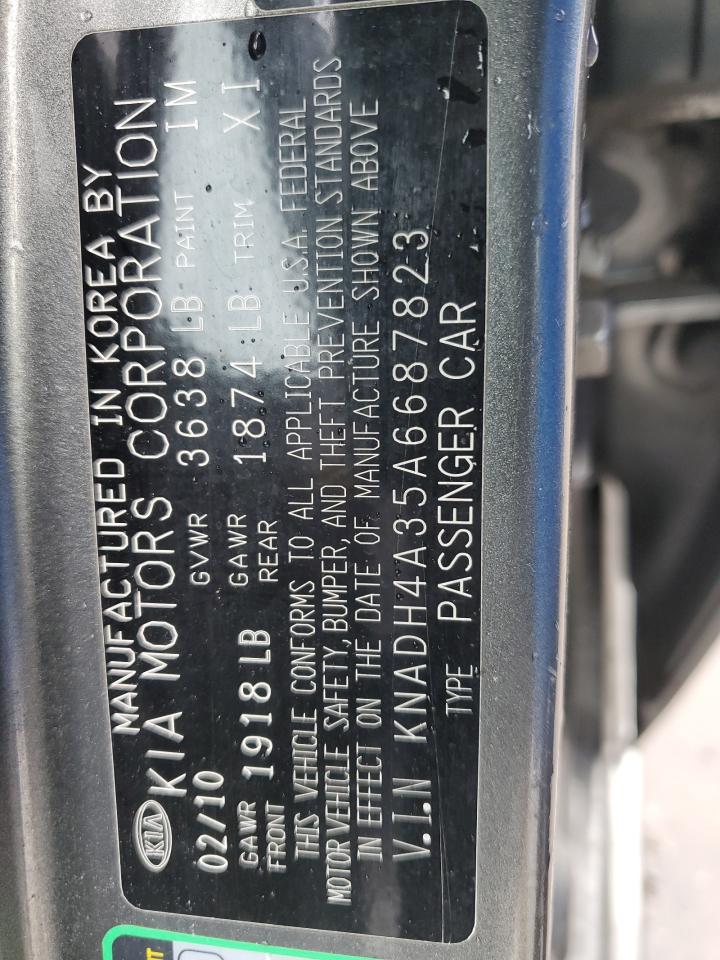 MANUFACTURED IN KOREA BY
KIA KIA MOTORS CORPORATION
02/10 GVWR 3638 LB PAINT IM
GAWR FRONT 1918 LB GAWR REAR 1874 LB TRIM XI
THIS VEHICLE CONFORMS TO ALL APPLICABLE U.S.A. FEDERAL
MOTOR VEHICLE SAFETY, BUMPER, AND THEFT PREVENTION STANDARDS
IN EFFECT ON THE DATE OF MANUFACTURE SHOWN ABOVE
V.I.N KNADH4A35A6687823
TYPE PASSENGER CAR